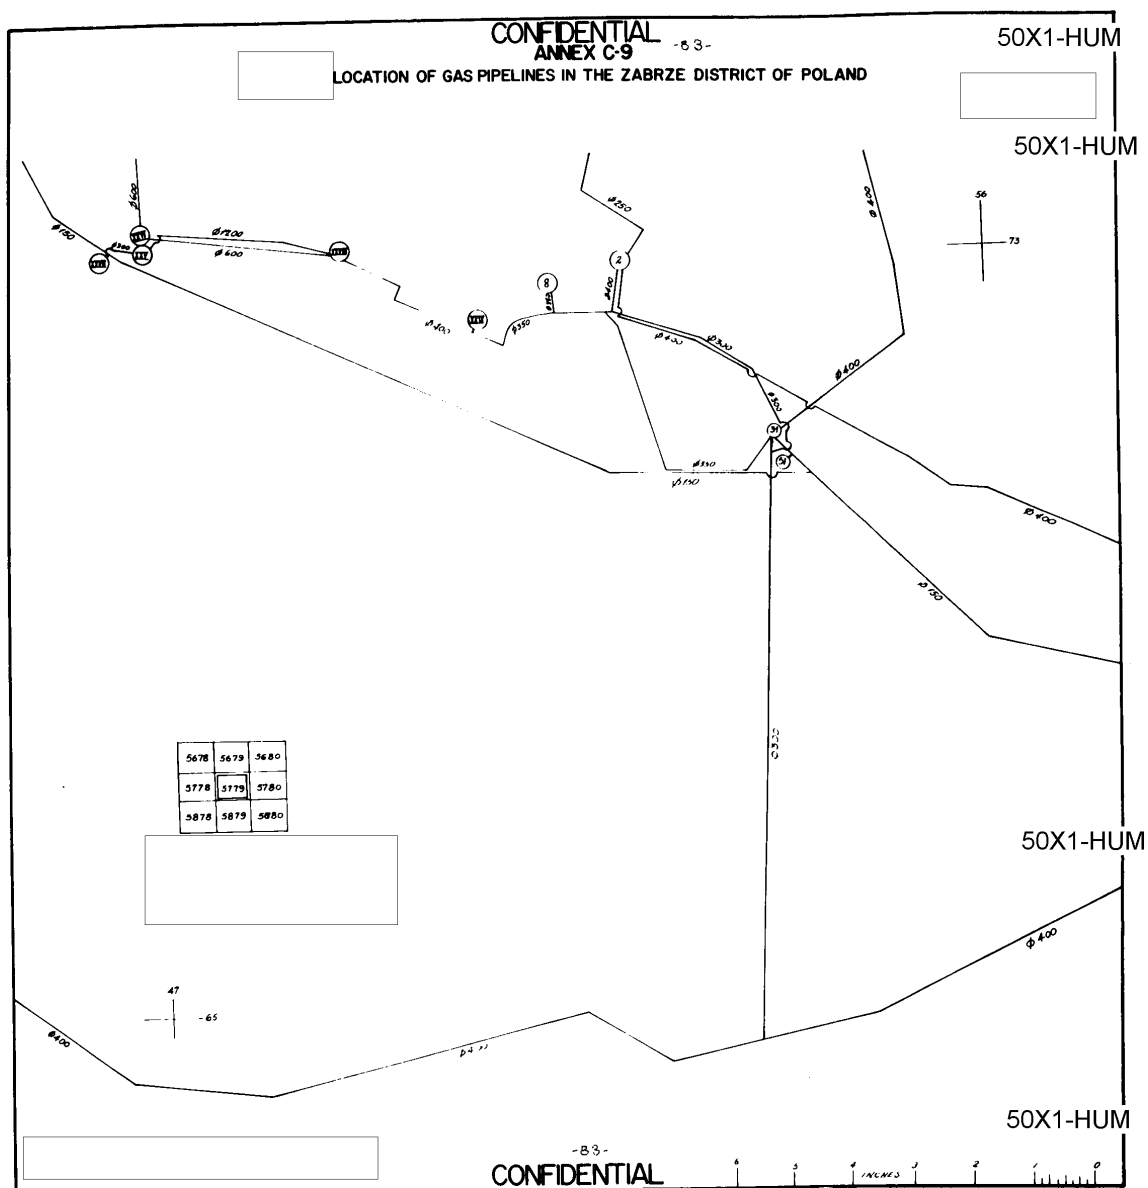 CONFIDENTIAL
-83-
50X1-HUM
ANNEX C-9
LOCATION OF GAS PIPELINES IN THE ZABRZE DISTRICT OF POLAND
50X1-HUM
56
73
Ø600
Ø150
Ø300
Ø1200
Ø600
Ø250
Ø400
2
8
Ø400
Ø350
Ø400
Ø300
Ø400
Ø300
31
51
Ø350
Ø150
Ø400
Ø150
Ø300
5678 5679 5680
5778 5779 5780
5878 5879 5880
50X1-HUM
Ø400
47
-65
Ø400
50X1-HUM
-83-
CONFIDENTIAL
6 5 4 INCHES 3 2 1 0